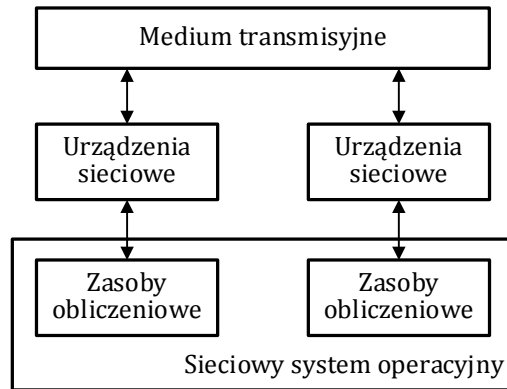 Medium transmisyjne
Urządzenia
sieciowe
Urządzenia
sieciowe
Zasoby
obliczeniowe
Zasoby
obliczeniowe
Sieciowy system operacyjny